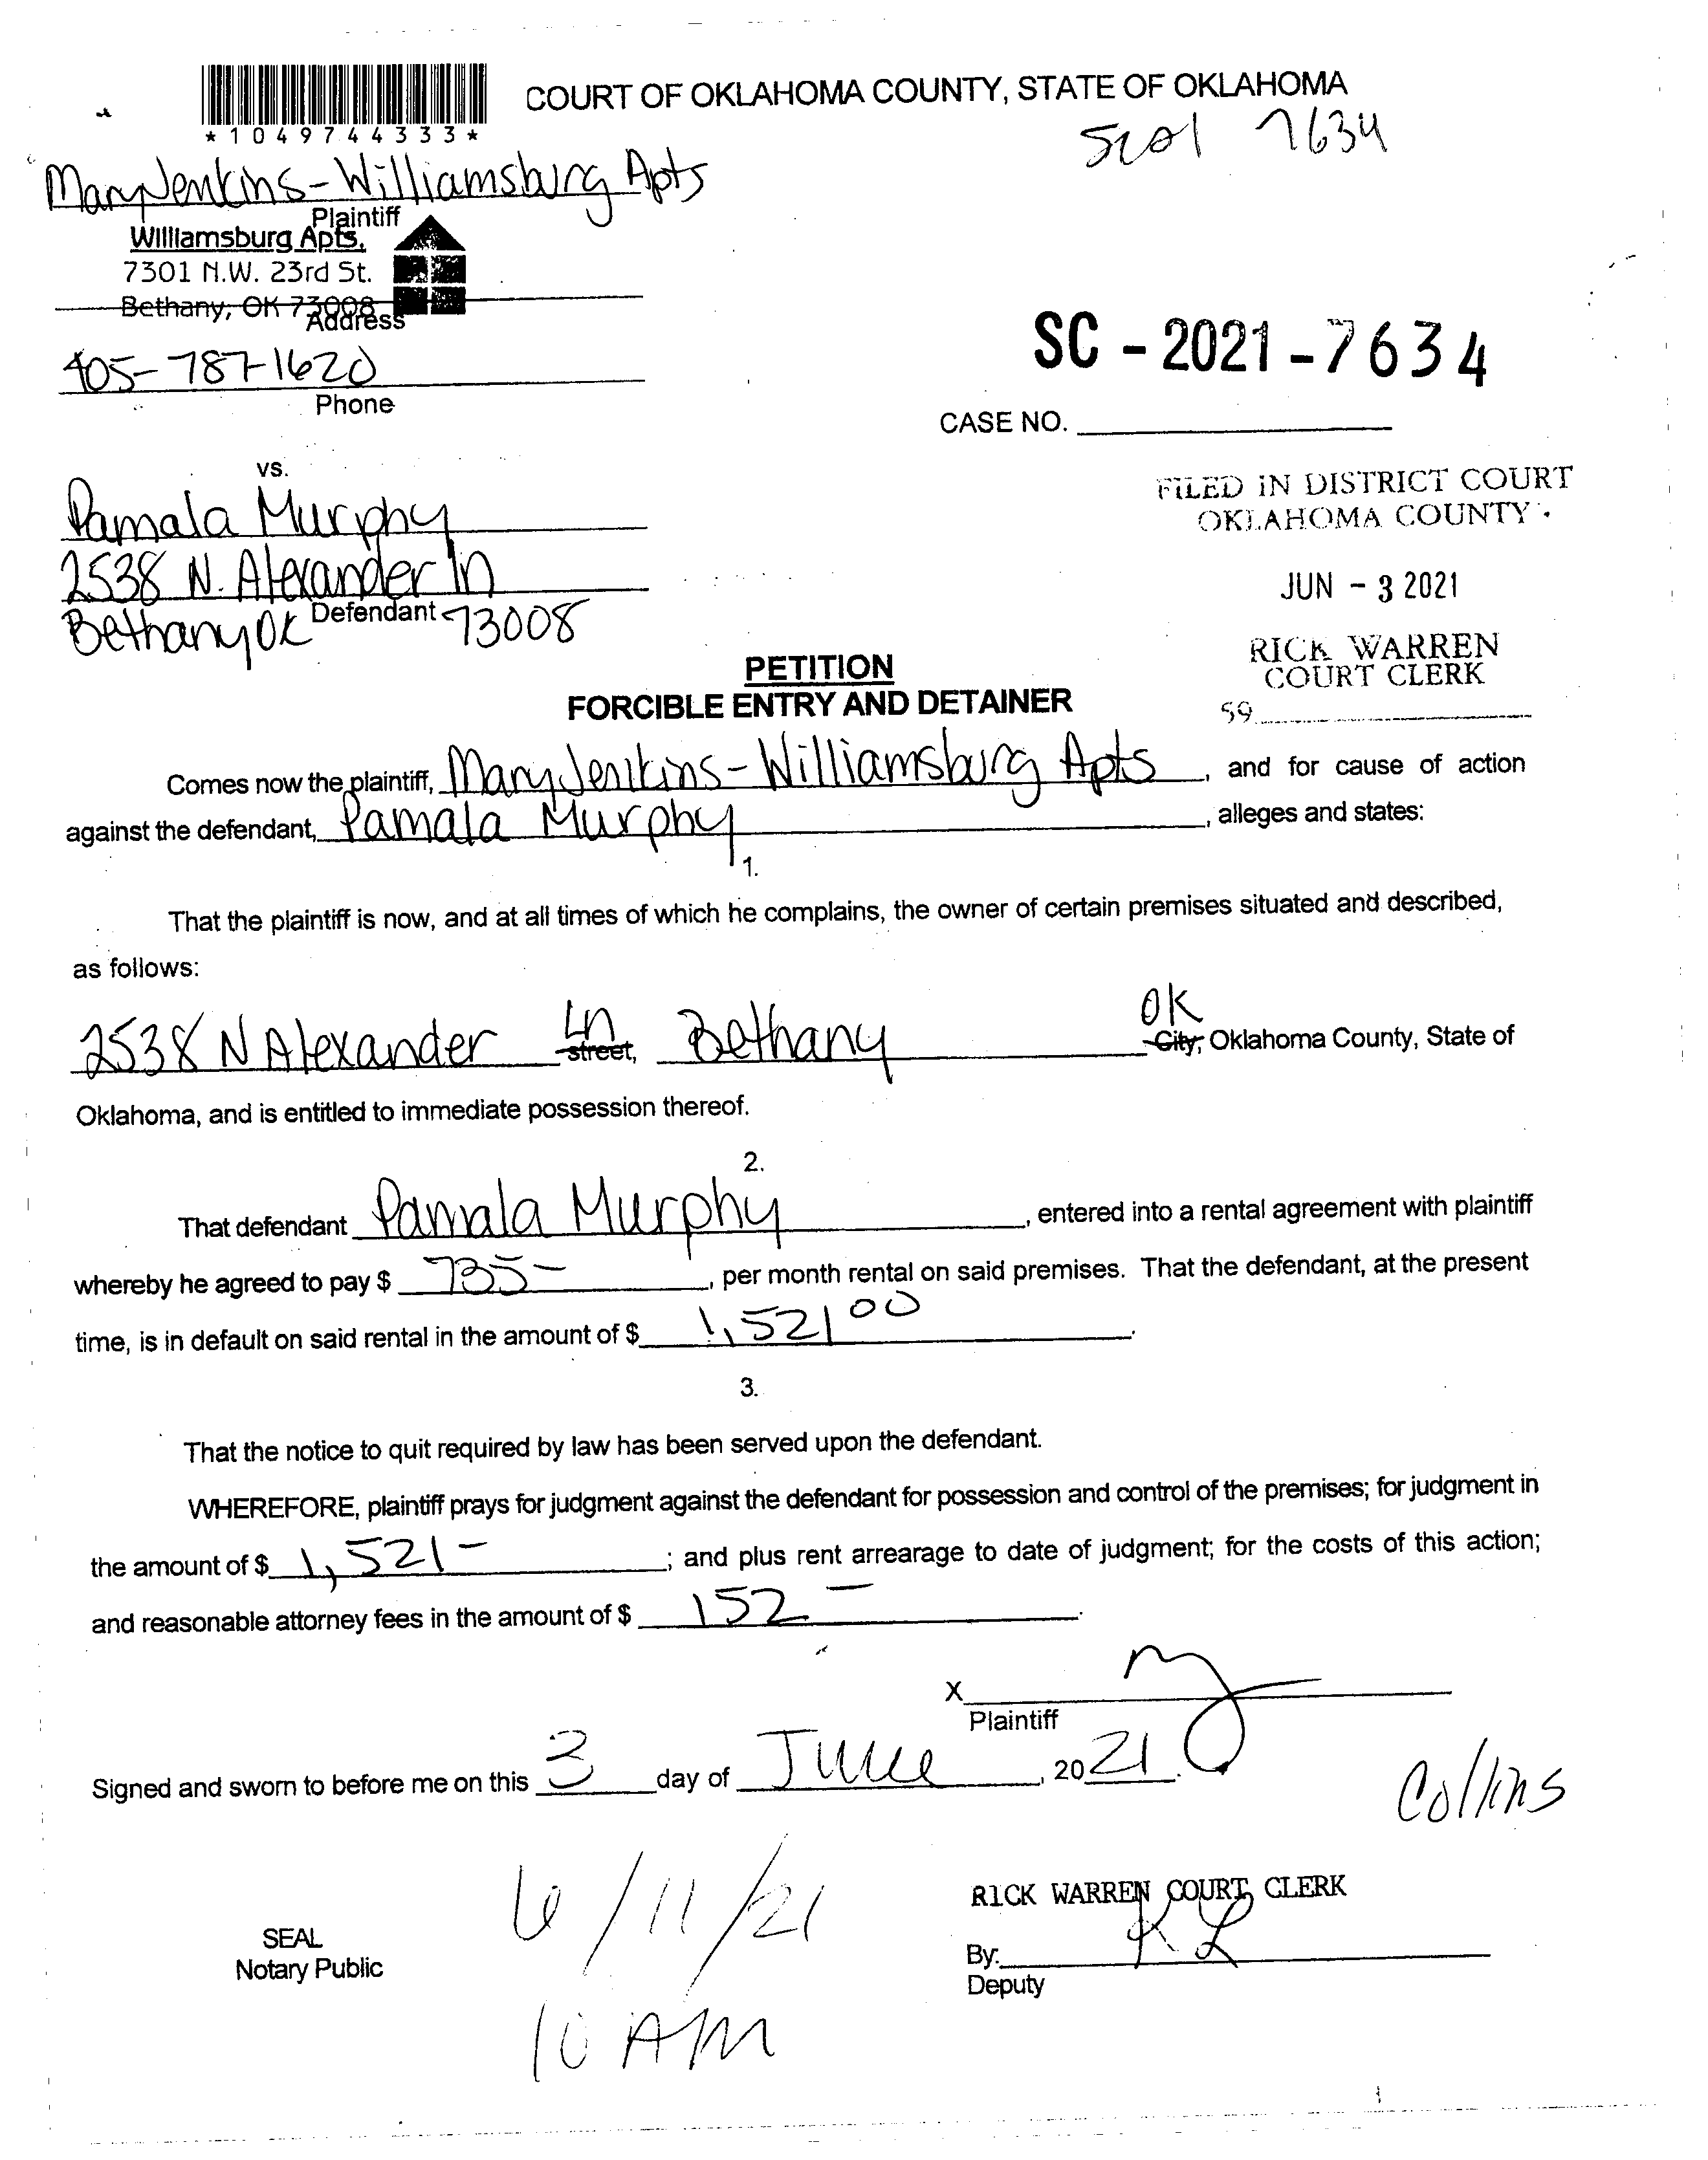 COURT OF OKLAHOMA COUNTY, STATE OF OKLAHOMA
*1049744333*
7634
Mary Jenkins-Williamsburg Apts
Plaintiff
Williamsburg Apts.
7301 N.W. 23rd St.
Bethany, OK 73008
Address
SC - 2021 - 7634
405-787-1620
Phone
CASE NO.
vs.
FILED IN DISTRICT COURT
OKLAHOMA COUNTY
Pamala Murphy
2538 N. Alexander ln
JUN - 3 2021
Defendant
Bethany OK 73008
RICK WARREN
COURT CLERK
PETITION
FORCIBLE ENTRY AND DETAINER
59
Comes now the plaintiff, Mary Jenkins-Williamsburg Apts, and for cause of action
against the defendant, Pamala Murphy, alleges and states:
1.
That the plaintiff is now, and at all times of which he complains, the owner of certain premises situated and described,
as follows:
2538 N Alexander Ln street, Bethany OK City, Oklahoma County, State of
Oklahoma, and is entitled to immediate possession thereof.
2.
That defendant Pamala Murphy, entered into a rental agreement with plaintiff
whereby he agreed to pay $ 735-, per month rental on said premises. That the defendant, at the present
time, is in default on said rental in the amount of $ 1,521 00.
3.
That the notice to quit required by law has been served upon the defendant.
WHEREFORE, plaintiff prays for judgment against the defendant for possession and control of the premises; for judgment in
the amount of $ 1,521-; and plus rent arrearage to date of judgment; for the costs of this action;
and reasonable attorney fees in the amount of $ 152-.
X
Plaintiff
Signed and sworn to before me on this 3 day of June, 2021.
Collins
6/11/21
RICK WARREN COURT CLERK
SEAL
Notary Public
By: KL
Deputy
10 AM